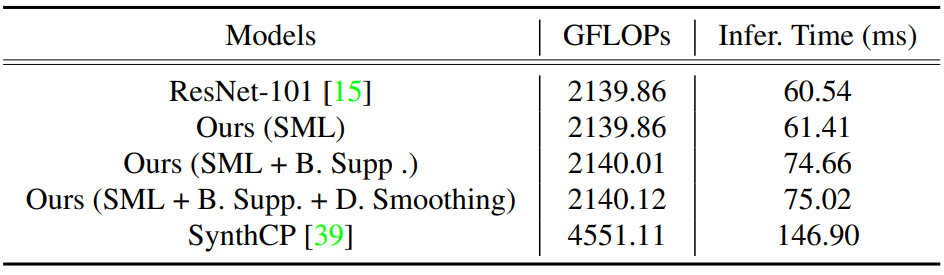 Models GFLOPs Infer. Time (ms)
ResNet-101 [15] 2139.86 60.54
Ours (SML) 2139.86 61.41
Ours (SML + B. Supp .) 2140.01 74.66
Ours (SML + B. Supp. + D. Smoothing) 2140.12 75.02
SynthCP [39] 4551.11 146.90